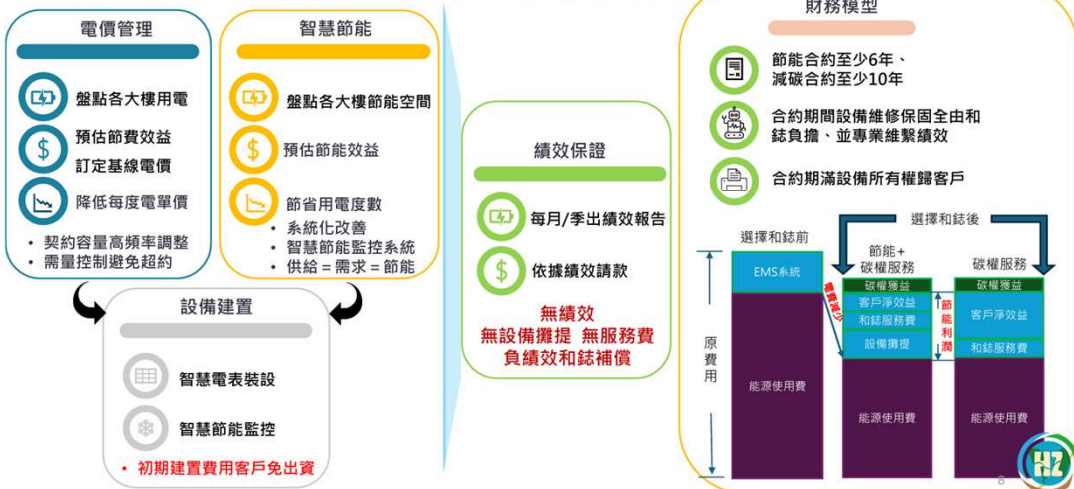 電價管理
盤點各大樓用電
預估節費效益
訂定基線電價
降低每度電單價
• 契約容量高頻率調整
• 需量控制避免超約
智慧節能
盤點各大樓節能空間
預估節能效益
節省用電度數
• 系統化改善
• 智慧節能監控系統
• 供給=需求=節能
設備建置
智慧電表裝設
智慧節能監控
• 初期建置費用客戶免出資
績效保證
每月/季出績效報告
依據績效請款
無績效
無設備攤提 無服務費
負績效和鋕補償
財務模型
節能合約至少6年、
減碳合約至少10年
合約期間設備維修保固全由和
鋕負擔、並專業維繫績效
合約期滿設備所有權歸客戶
選擇和鋕前
選擇和鋕後
節能+
碳權服務
碳權服務
原費用
EMS系統
能源使用費
電費減少
碳權獲益
客戶淨效益
和鋕服務費
設備攤提
能源使用費
節能利潤
碳權獲益
客戶淨效益
和鋕服務費
能源使用費
8
HZ